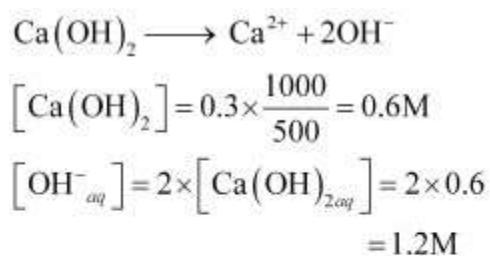 Ca(OH)₂ ⟶ Ca²⁺ + 2OH⁻
[Ca(OH)₂] = 0.3 × 1000/500 = 0.6M
[OH⁻aq] = 2 × [Ca(OH)₂aq] = 2 × 0.6
= 1.2M